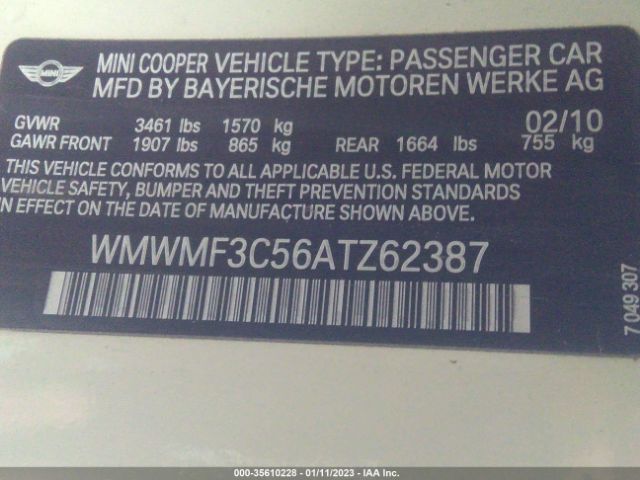 MINI
MINI COOPER VEHICLE TYPE: PASSENGER CAR
MFD BY BAYERISCHE MOTOREN WERKE AG
GVWR 3461 lbs 1570 kg 02/10
GAWR FRONT 1907 lbs 865 kg REAR 1664 lbs 755 kg
THIS VEHICLE CONFORMS TO ALL APPLICABLE U.S. FEDERAL MOTOR
VEHICLE SAFETY, BUMPER AND THEFT PREVENTION STANDARDS
IN EFFECT ON THE DATE OF MANUFACTURE SHOWN ABOVE.
WMWMF3C56ATZ62387
7 049 307
000-35610228 - 01/11/2023 - IAA Inc.